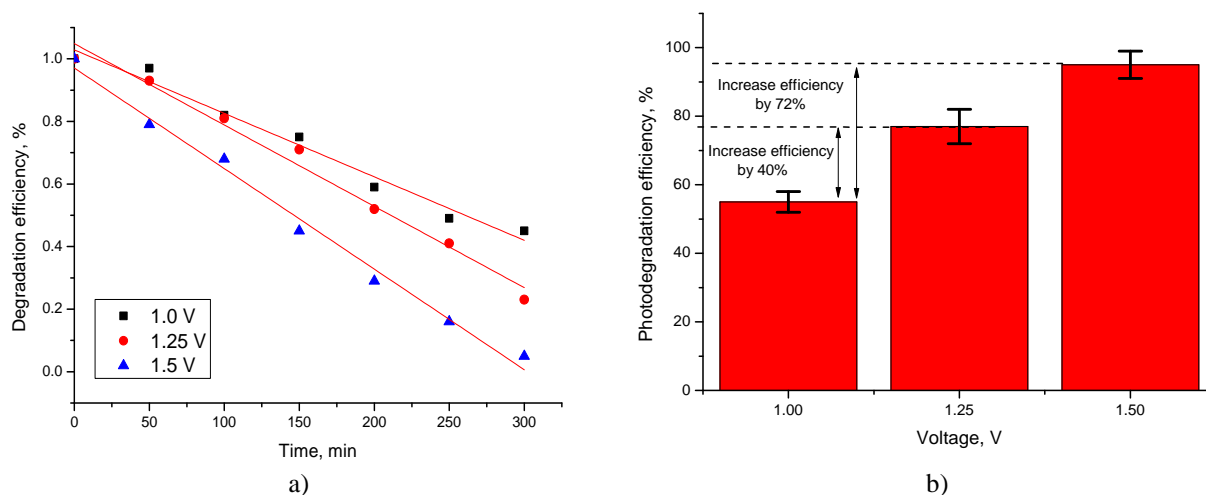 Degradation efficiency, %
1.0
0.8
0.6
0.4
0.2
0.0
1.0 V
1.25 V
1.5 V
0 50 100 150 200 250 300
Time, min
a)
Photodegradation efficiency, %
100
80
60
40
20
0
Increase efficiency
by 72%
Increase efficiency
by 40%
1.00 1.25 1.50
Voltage, V
b)